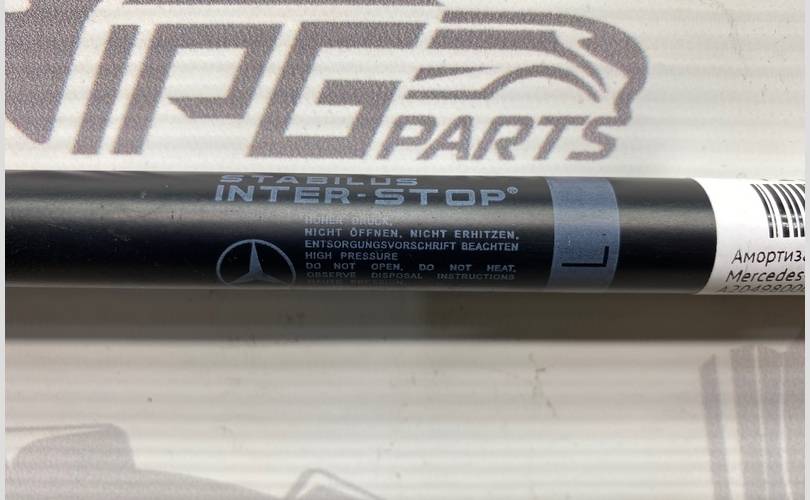 PG
PARTS
STABILUS
INTER-STOP®
HOHER DRUCK,
NICHT ÖFFNEN, NICHT ERHITZEN,
ENTSORGUNGSVORSCHRIFT BEACHTEN
HIGH PRESSURE
DO NOT OPEN, DO NOT HEAT,
OBSERVE DISPOSAL INSTRUCTIONS
L
Mercedes